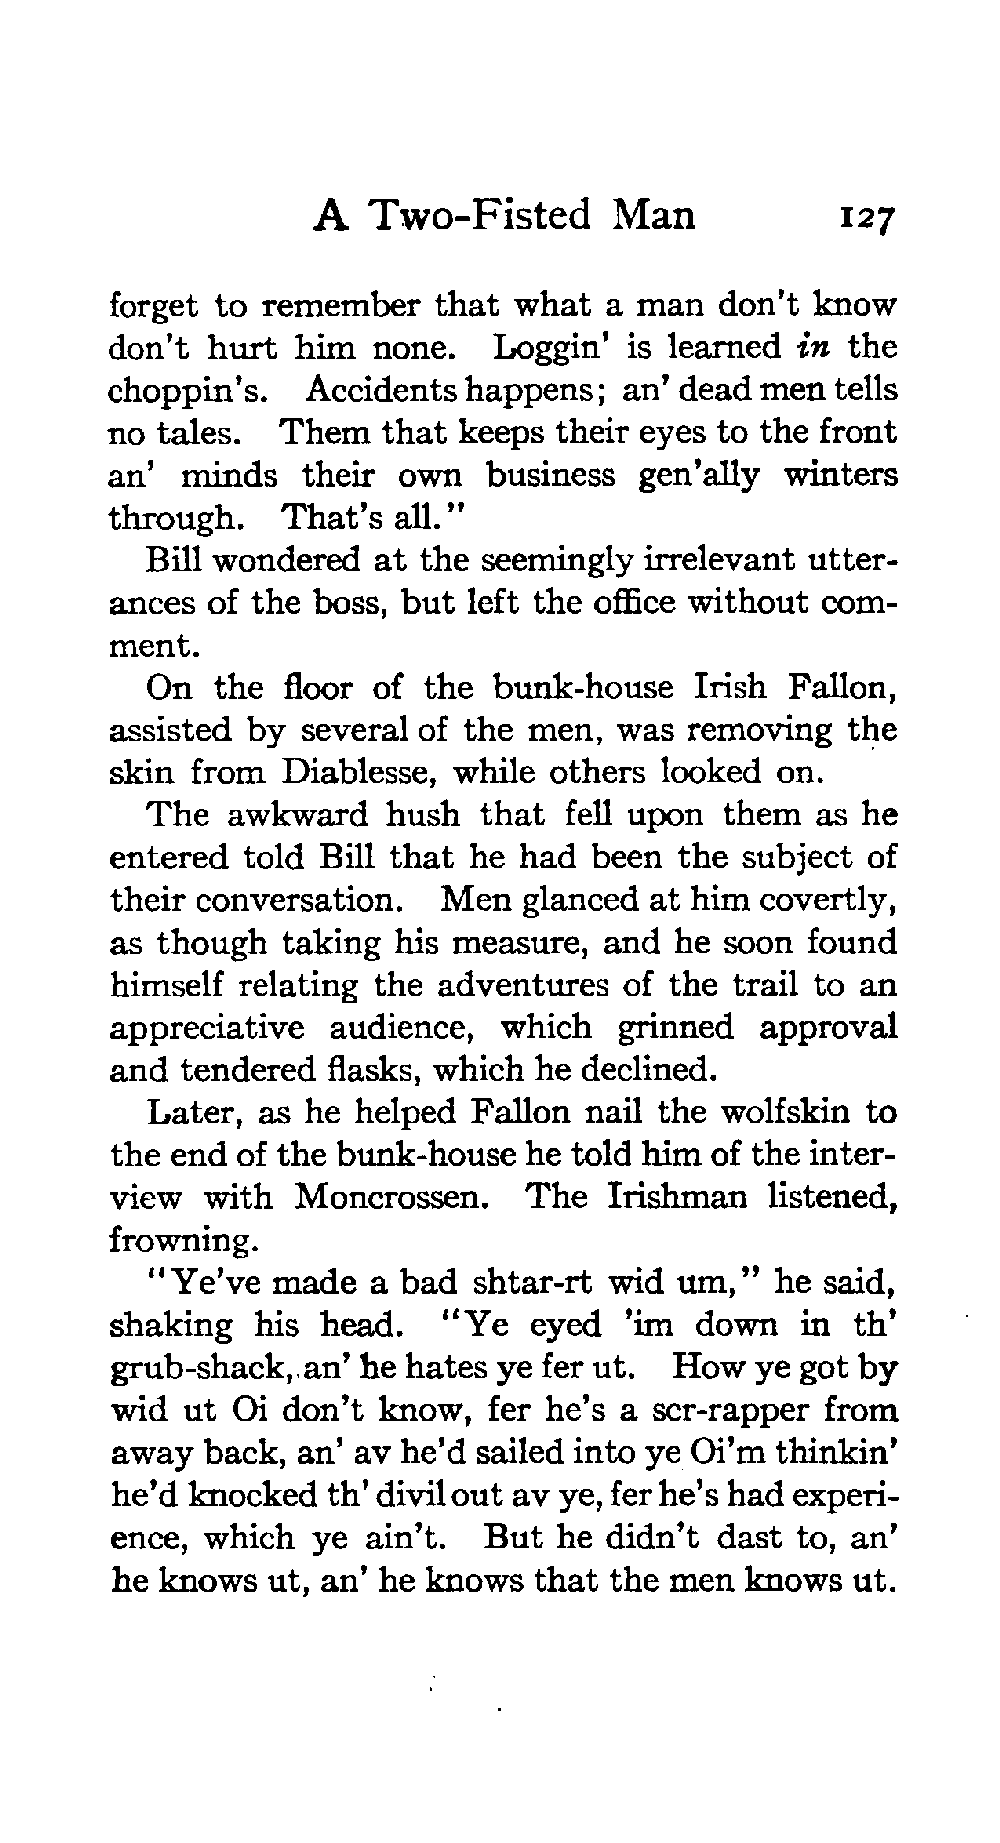 A Two-Fisted Man 127
forget to remember that what a man don't know
don't hurt him none. Loggin' is learned in the
choppin's. Accidents happens; an' dead men tells
no tales. Them that keeps their eyes to the front
an' minds their own business gen'ally winters
through. That's all."
Bill wondered at the seemingly irrelevant utter-
ances of the boss, but left the office without com-
ment.
On the floor of the bunk-house Irish Fallon,
assisted by several of the men, was removing the
skin from Diablesse, while others looked on.
The awkward hush that fell upon them as he
entered told Bill that he had been the subject of
their conversation. Men glanced at him covertly,
as though taking his measure, and he soon found
himself relating the adventures of the trail to an
appreciative audience, which grinned approval
and tendered flasks, which he declined.
Later, as he helped Fallon nail the wolfskin to
the end of the bunk-house he told him of the inter-
view with Moncrossen. The Irishman listened,
frowning.
"Ye've made a bad shtar-rt wid um," he said,
shaking his head. "Ye eyed 'im down in th'
grub-shack, an' he hates ye fer ut. How ye got by
wid ut Oi don't know, fer he's a scr-rapper from
away back, an' av he'd sailed into ye Oi'm thinkin'
he'd knocked th' divil out av ye, fer he's had experi-
ence, which ye ain't. But he didn't dast to, an'
he knows ut, an' he knows that the men knows ut.